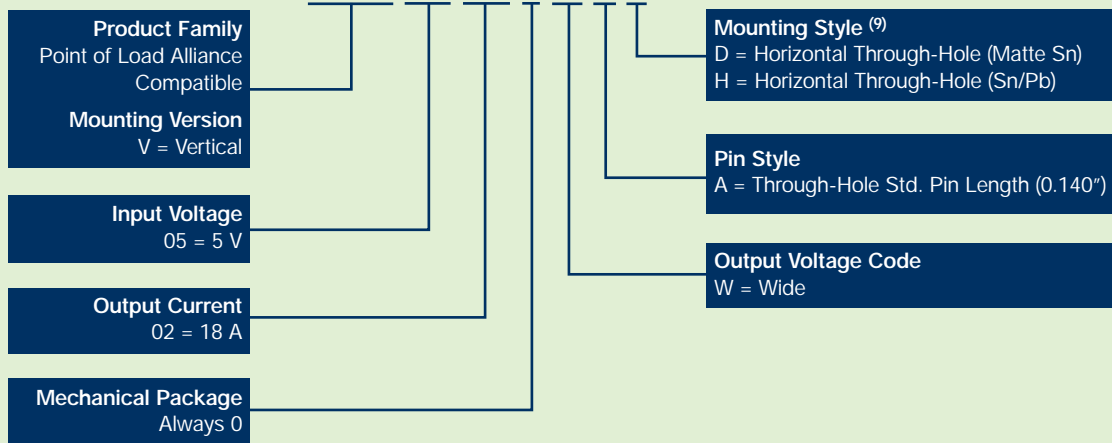 Product Family
Point of Load Alliance
Compatible
Mounting Version
V = Vertical
Input Voltage
05 = 5 V
Output Current
02 = 18 A
Mechanical Package
Always 0
Mounting Style (9)
D = Horizontal Through-Hole (Matte Sn)
H = Horizontal Through-Hole (Sn/Pb)
Pin Style
A = Through-Hole Std. Pin Length (0.140″)
Output Voltage Code
W = Wide